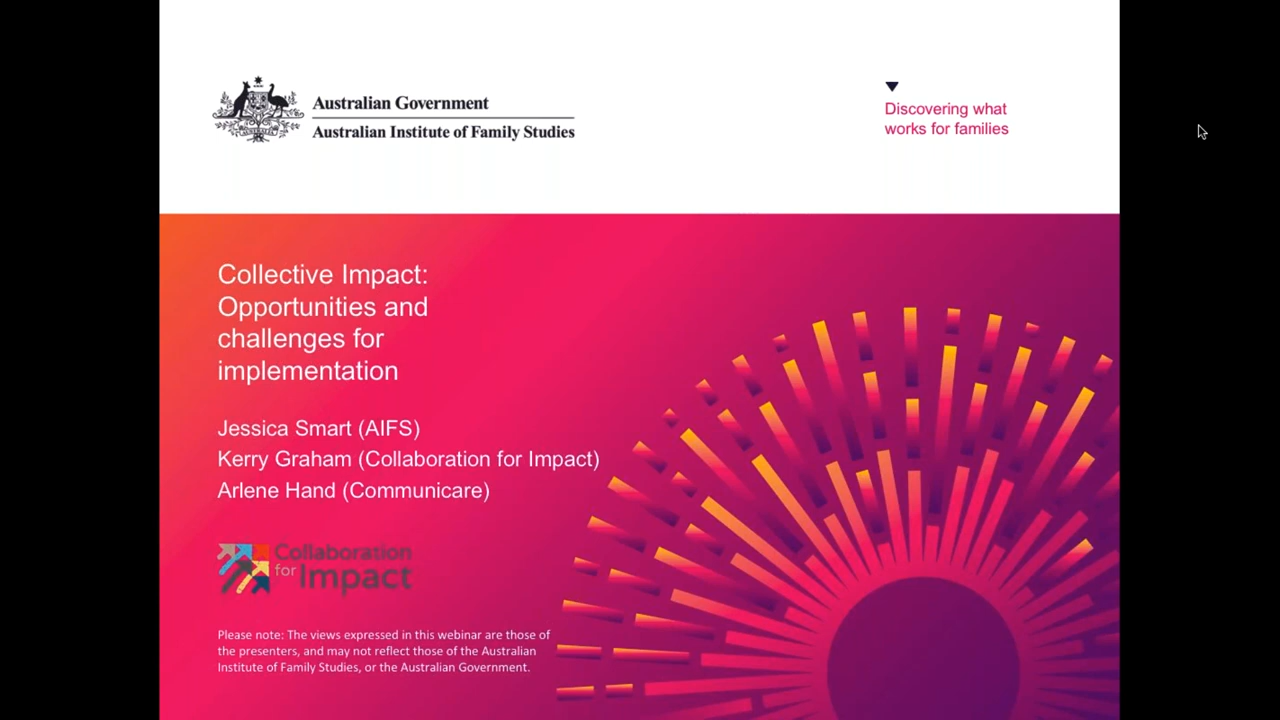 Australian Government
Australian Institute of Family Studies
Discovering what
works for families
Collective Impact:
Opportunities and
challenges for
implementation
Jessica Smart (AIFS)
Kerry Graham (Collaboration for Impact)
Arlene Hand (Communicare)
Collaboration
for Impact
Please note: The views expressed in this webinar are those of
the presenters, and may not reflect those of the Australian
Institute of Family Studies, or the Australian Government.